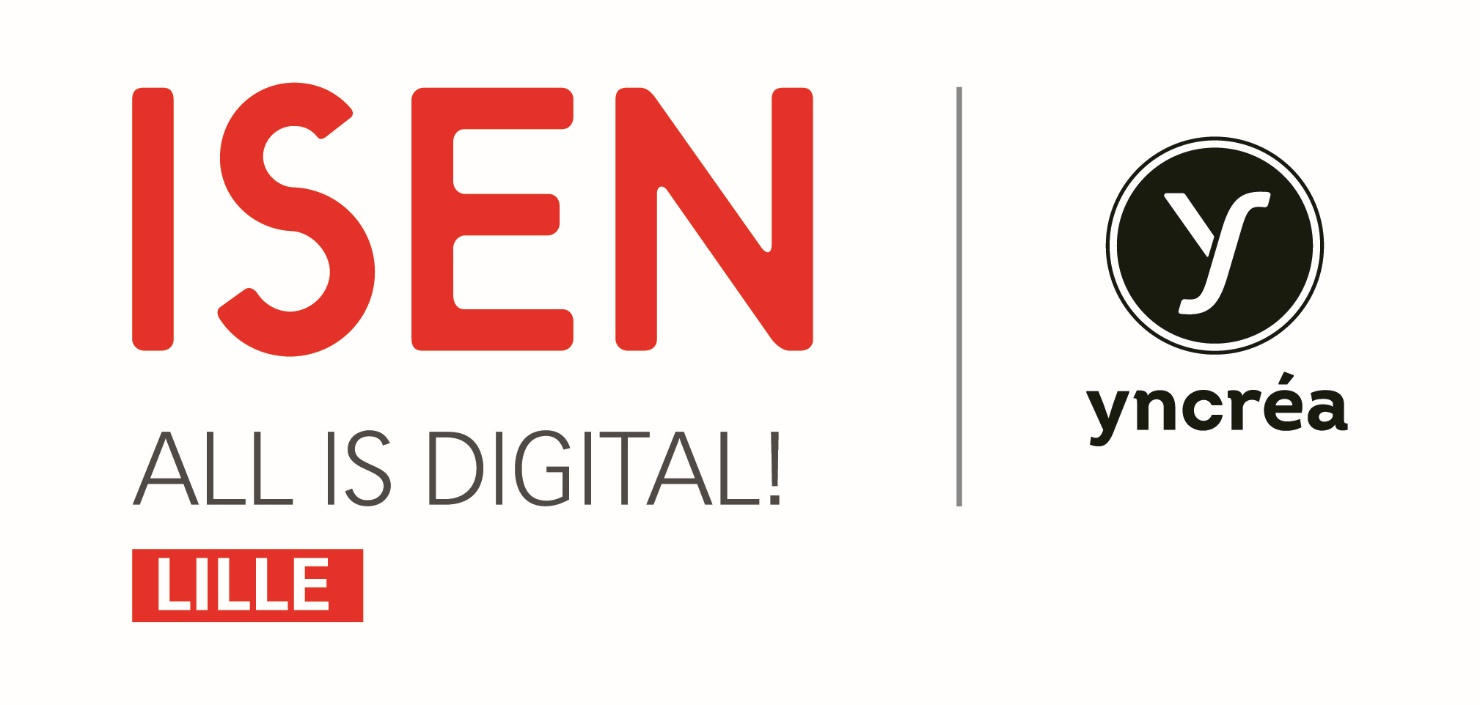 ISEN
ALL IS DIGITAL!
LILLE
y
yncréa